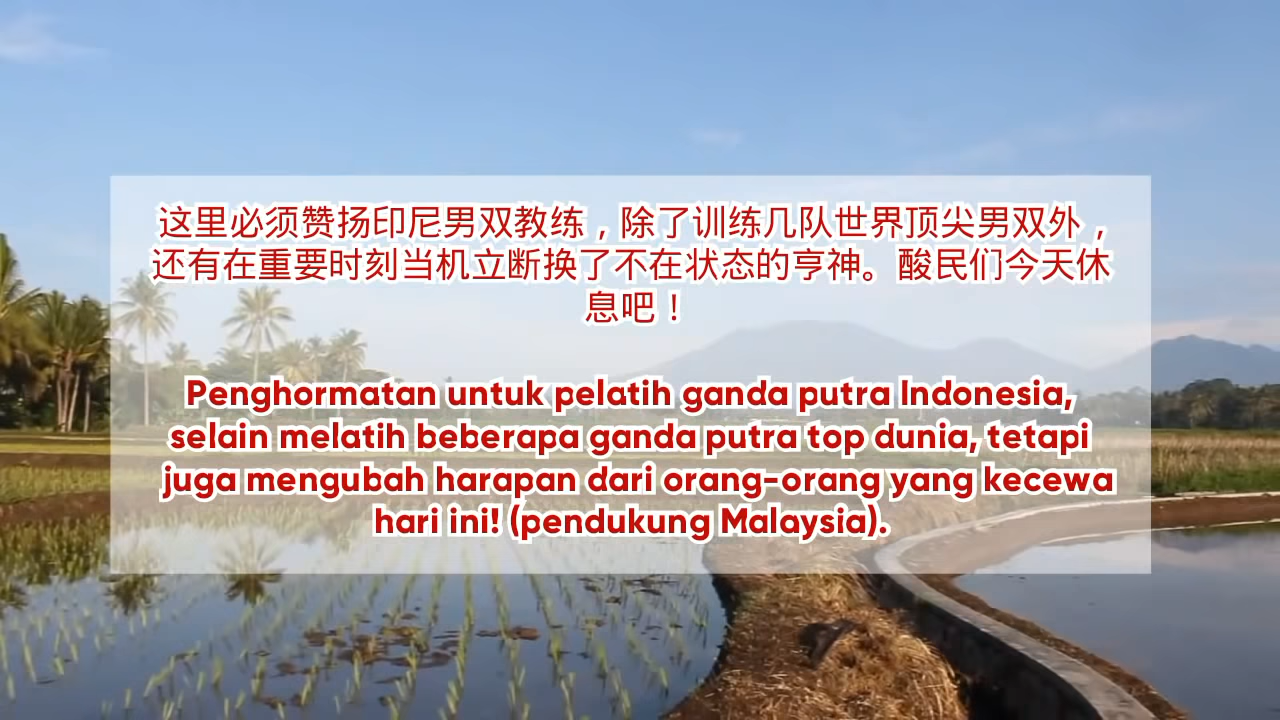 这里必须赞扬印尼男双教练，除了训练几队世界顶尖男双外，
还有在重要时刻当机立断换了不在状态的亨神。酸民们今天休
息吧！
Penghormatan untuk pelatih ganda putra Indonesia,
selain melatih beberapa ganda putra top dunia, tetapi
juga mengubah harapan dari orang-orang yang kecewa
hari ini! (pendukung Malaysia).